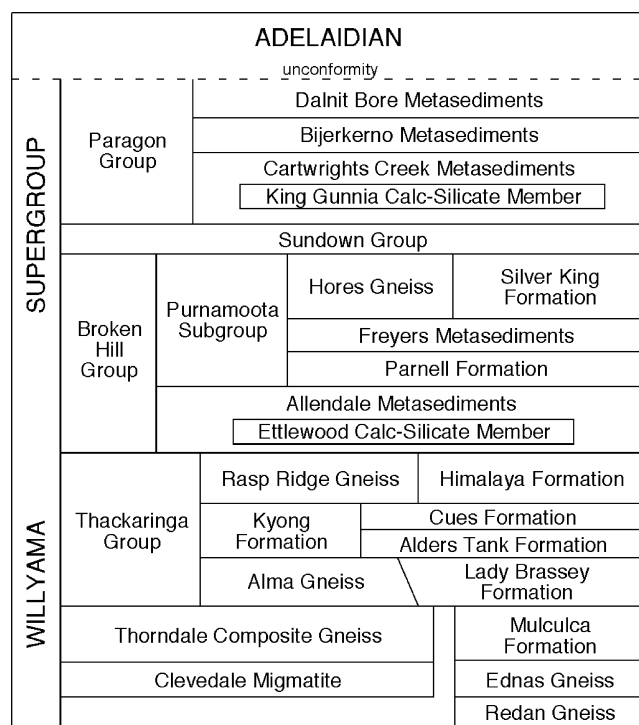 ADELAIDIAN
unconformity
WILLYAMA SUPERGROUP
Paragon
Group
Dalnit Bore Metasediments
Bijerkerno Metasediments
Cartwrights Creek Metasediments
King Gunnia Calc-Silicate Member
Sundown Group
Broken
Hill
Group
Purnamoota
Subgroup
Hores Gneiss
Silver King
Formation
Freyers Metasediments
Parnell Formation
Allendale Metasediments
Ettlewood Calc-Silicate Member
Thackaringa
Group
Rasp Ridge Gneiss
Himalaya Formation
Kyong
Formation
Cues Formation
Alders Tank Formation
Alma Gneiss
Lady Brassey
Formation
Thorndale Composite Gneiss
Mulculca
Formation
Clevedale Migmatite
Ednas Gneiss
Redan Gneiss